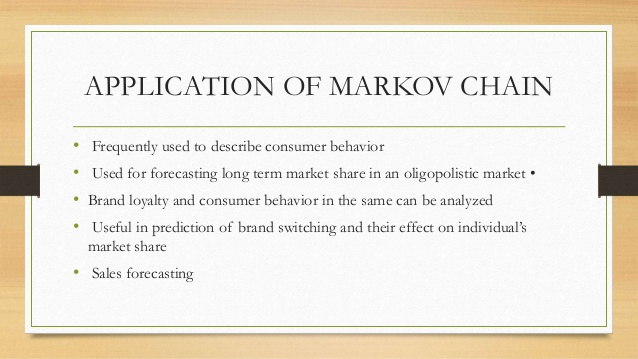 APPLICATION OF MARKOV CHAIN
• Frequently used to describe consumer behavior
• Used for forecasting long term market share in an oligopolistic market •
• Brand loyalty and consumer behavior in the same can be analyzed
• Useful in prediction of brand switching and their effect on individual’s
market share
• Sales forecasting